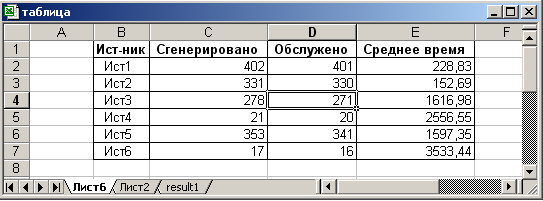 таблица
A B C D E F
1 Ист-ник Сгенерировано Обслужено Среднее время
2 Ист1 402 401 228,83
3 Ист2 331 330 152,69
4 Ист3 278 271 1616,98
5 Ист4 21 20 2556,55
6 Ист5 353 341 1597,35
7 Ист6 17 16 3533,44
8
Лист6 Лист2 result1